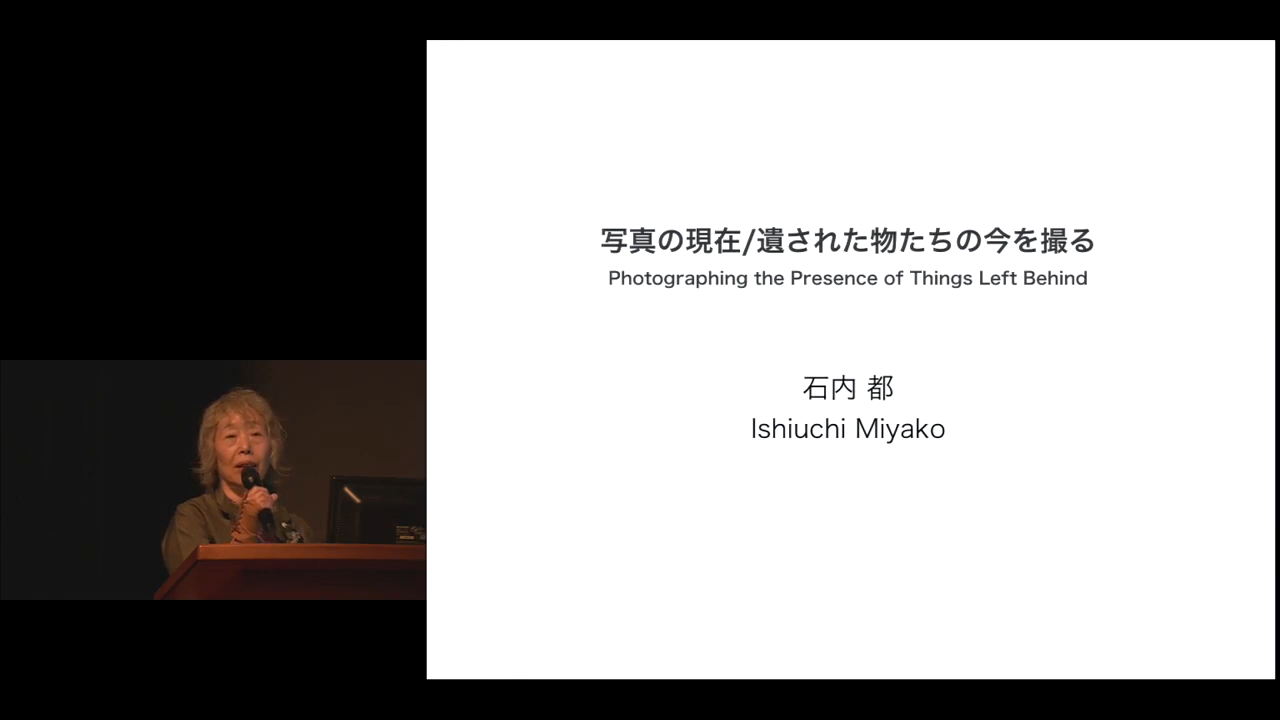 写真の現在/遺された物たちの今を撮る
Photographing the Presence of Things Left Behind
石内 都
Ishiuchi Miyako